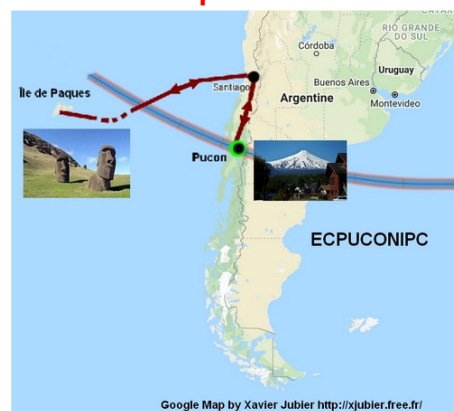 CATAMAR
RIO GRANDE
DO SUL
Córdoba
Uruguay
Île de Paques
Santiago
Buenos Aires
Argentine
Montevideo
Pucon
ECPUCONIPC
Google Map by Xavier Jubier http://xjubier.free.fr/